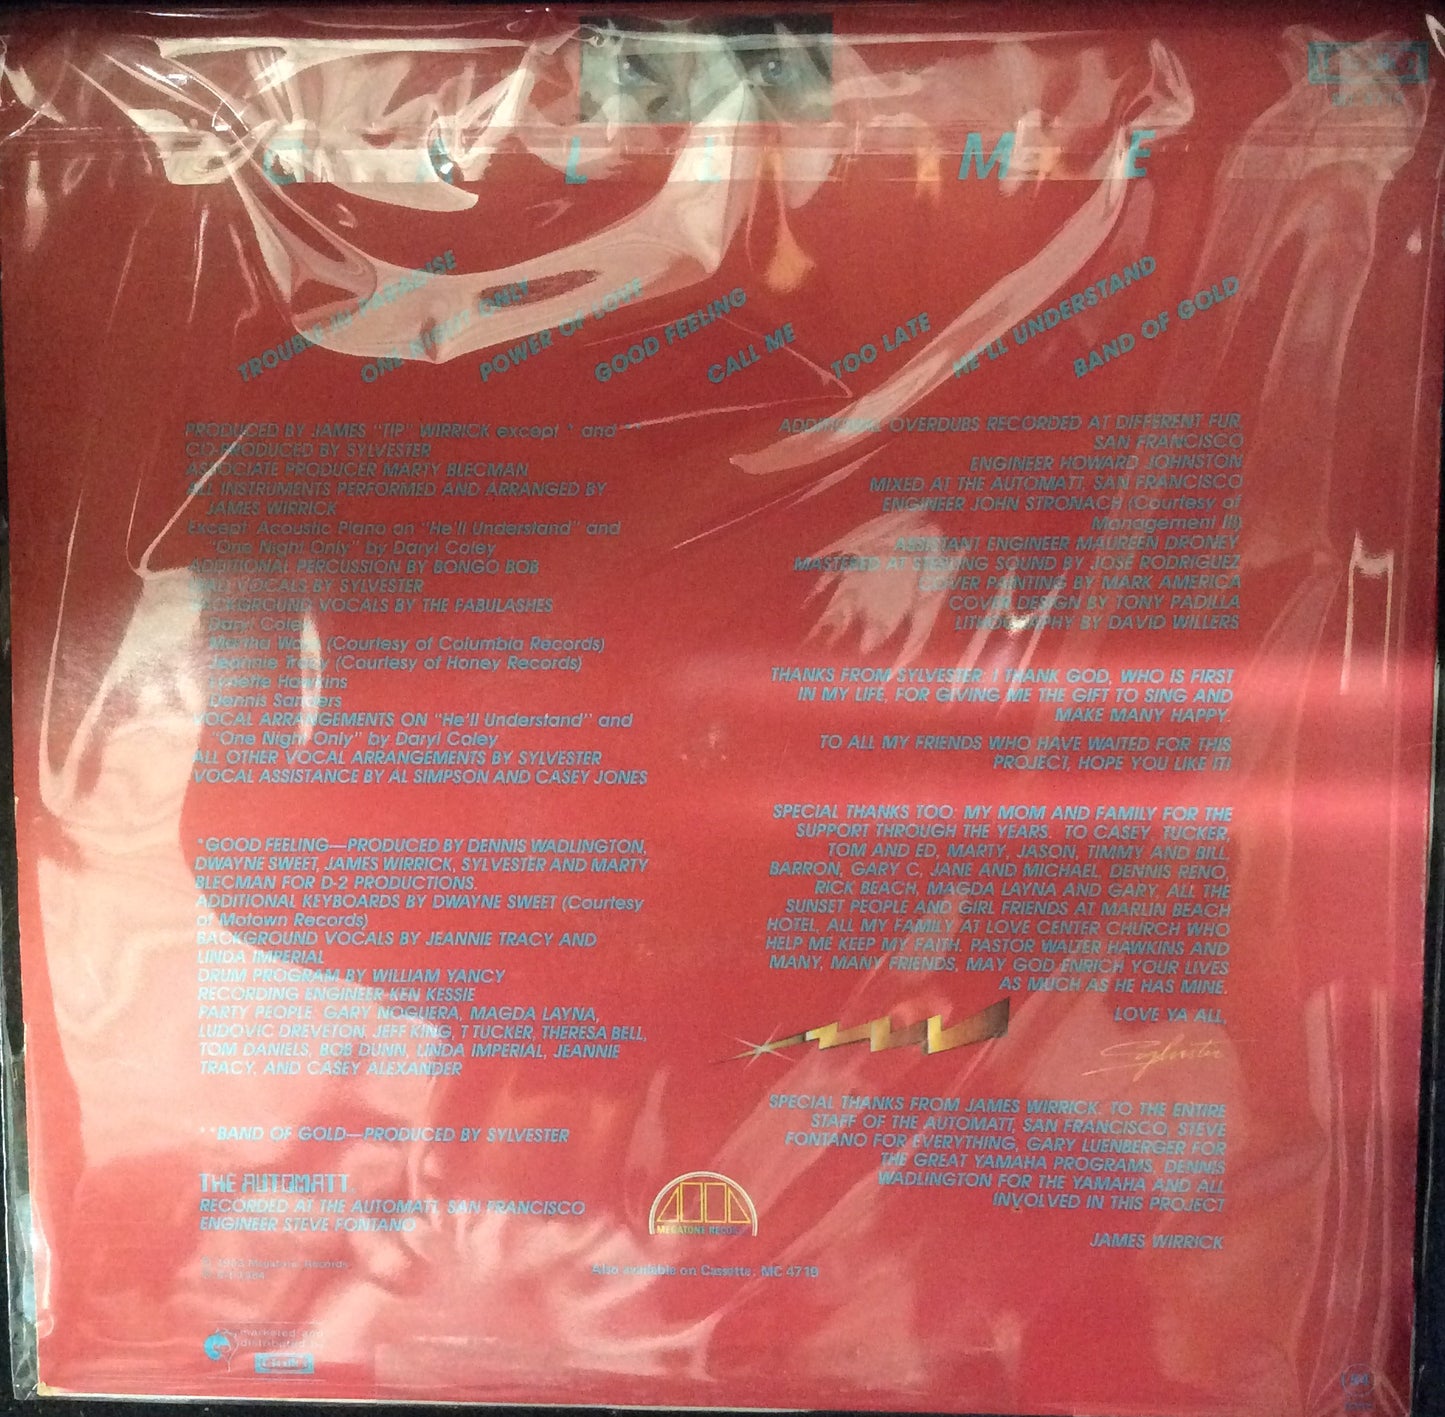 CALL ME
TROUBLE IN PARADISE
ONE NIGHT ONLY
POWER OF LOVE
GOOD FEELING
CALL ME
TOO LATE
HE'LL UNDERSTAND
BAND OF GOLD
PRODUCED BY JAMES "TIP" WIRRICK except * and **
CO-PRODUCED BY SYLVESTER
ASSOCIATE PRODUCER MARTY BLECMAN
ALL INSTRUMENTS PERFORMED AND ARRANGED BY
JAMES WIRRICK
Except: Acoustic Piano on "He'll Understand" and
"One Night Only" by Daryl Coley
ADDITIONAL PERCUSSION BY BONGO BOB
LEAD VOCALS BY SYLVESTER
BACKGROUND VOCALS BY THE FABULASHES
Daryl Coley
Martha Wash (Courtesy of Columbia Records)
Jeannie Tracy (Courtesy of Honey Records)
Lynette Hawkins
Dennis Sanders
VOCAL ARRANGEMENTS ON "He'll Understand" and
"One Night Only" by Daryl Coley
ALL OTHER VOCAL ARRANGEMENTS BY SYLVESTER
VOCAL ASSISTANCE BY AL SIMPSON AND CASEY JONES
*GOOD FEELING—PRODUCED BY DENNIS WADLINGTON,
DWAYNE SWEET, JAMES WIRRICK, SYLVESTER AND MARTY
BLECMAN FOR D-2 PRODUCTIONS.
ADDITIONAL KEYBOARDS BY DWAYNE SWEET (Courtesy
of Motown Records)
BACKGROUND VOCALS BY JEANNIE TRACY AND
LINDA IMPERIAL
DRUM PROGRAM BY WILLIAM YANCY
RECORDING ENGINEER KEN KESSIE
PARTY PEOPLE: GARY NOGUERA, MAGDA LAYNA,
LUDOVIC DREVETON, JEFF KING, T TUCKER, THERESA BELL,
TOM DANIELS, BOB DUNN, LINDA IMPERIAL, JEANNIE
TRACY, AND CASEY ALEXANDER
**BAND OF GOLD—PRODUCED BY SYLVESTER
THE AUTOMATT.
RECORDED AT THE AUTOMATT, SAN FRANCISCO
ENGINEER STEVE FONTANO
℗ 1983 Megatone Records
1984
marketed and
distributed by
ADDITIONAL OVERDUBS RECORDED AT DIFFERENT FUR,
SAN FRANCISCO
ENGINEER HOWARD JOHNSTON
MIXED AT THE AUTOMATT, SAN FRANCISCO
ENGINEER JOHN STRONACH (Courtesy of
Management III)
ASSISTANT ENGINEER MAUREEN DRONEY
MASTERED AT STERLING SOUND BY JOSE RODRIGUEZ
COVER PAINTING BY MARK AMERICA
COVER DESIGN BY TONY PADILLA
LITHOGRAPHY BY DAVID WILLERS
THANKS FROM SYLVESTER: I THANK GOD, WHO IS FIRST
IN MY LIFE, FOR GIVING ME THE GIFT TO SING AND
MAKE MANY HAPPY.
TO ALL MY FRIENDS WHO HAVE WAITED FOR THIS
PROJECT, HOPE YOU LIKE IT!
SPECIAL THANKS TOO: MY MOM AND FAMILY FOR THE
SUPPORT THROUGH THE YEARS. TO CASEY, TUCKER,
TOM AND ED, MARTY, JASON, TIMMY AND BILL,
BARRON, GARY C, JANE AND MICHAEL, DENNIS RENO,
RICK BEACH, MAGDA LAYNA AND GARY, ALL THE
SUNSET PEOPLE AND GIRL FRIENDS AT MARLIN BEACH
HOTEL, ALL MY FAMILY AT LOVE CENTER CHURCH WHO
HELP ME KEEP MY FAITH. PASTOR WALTER HAWKINS AND
MANY, MANY FRIENDS, MAY GOD ENRICH YOUR LIVES
AS MUCH AS HE HAS MINE.
LOVE YA ALL,
Sylvester
SPECIAL THANKS FROM JAMES WIRRICK: TO THE ENTIRE
STAFF OF THE AUTOMATT, SAN FRANCISCO, STEVE
FONTANO FOR EVERYTHING, GARY LUENBERGER FOR
THE GREAT YAMAHA PROGRAMS, DENNIS
WADLINGTON FOR THE YAMAHA AND ALL
INVOLVED IN THIS PROJECT
JAMES WIRRICK
MEGATONE RECORDS
Also available on Cassette: MC 4719